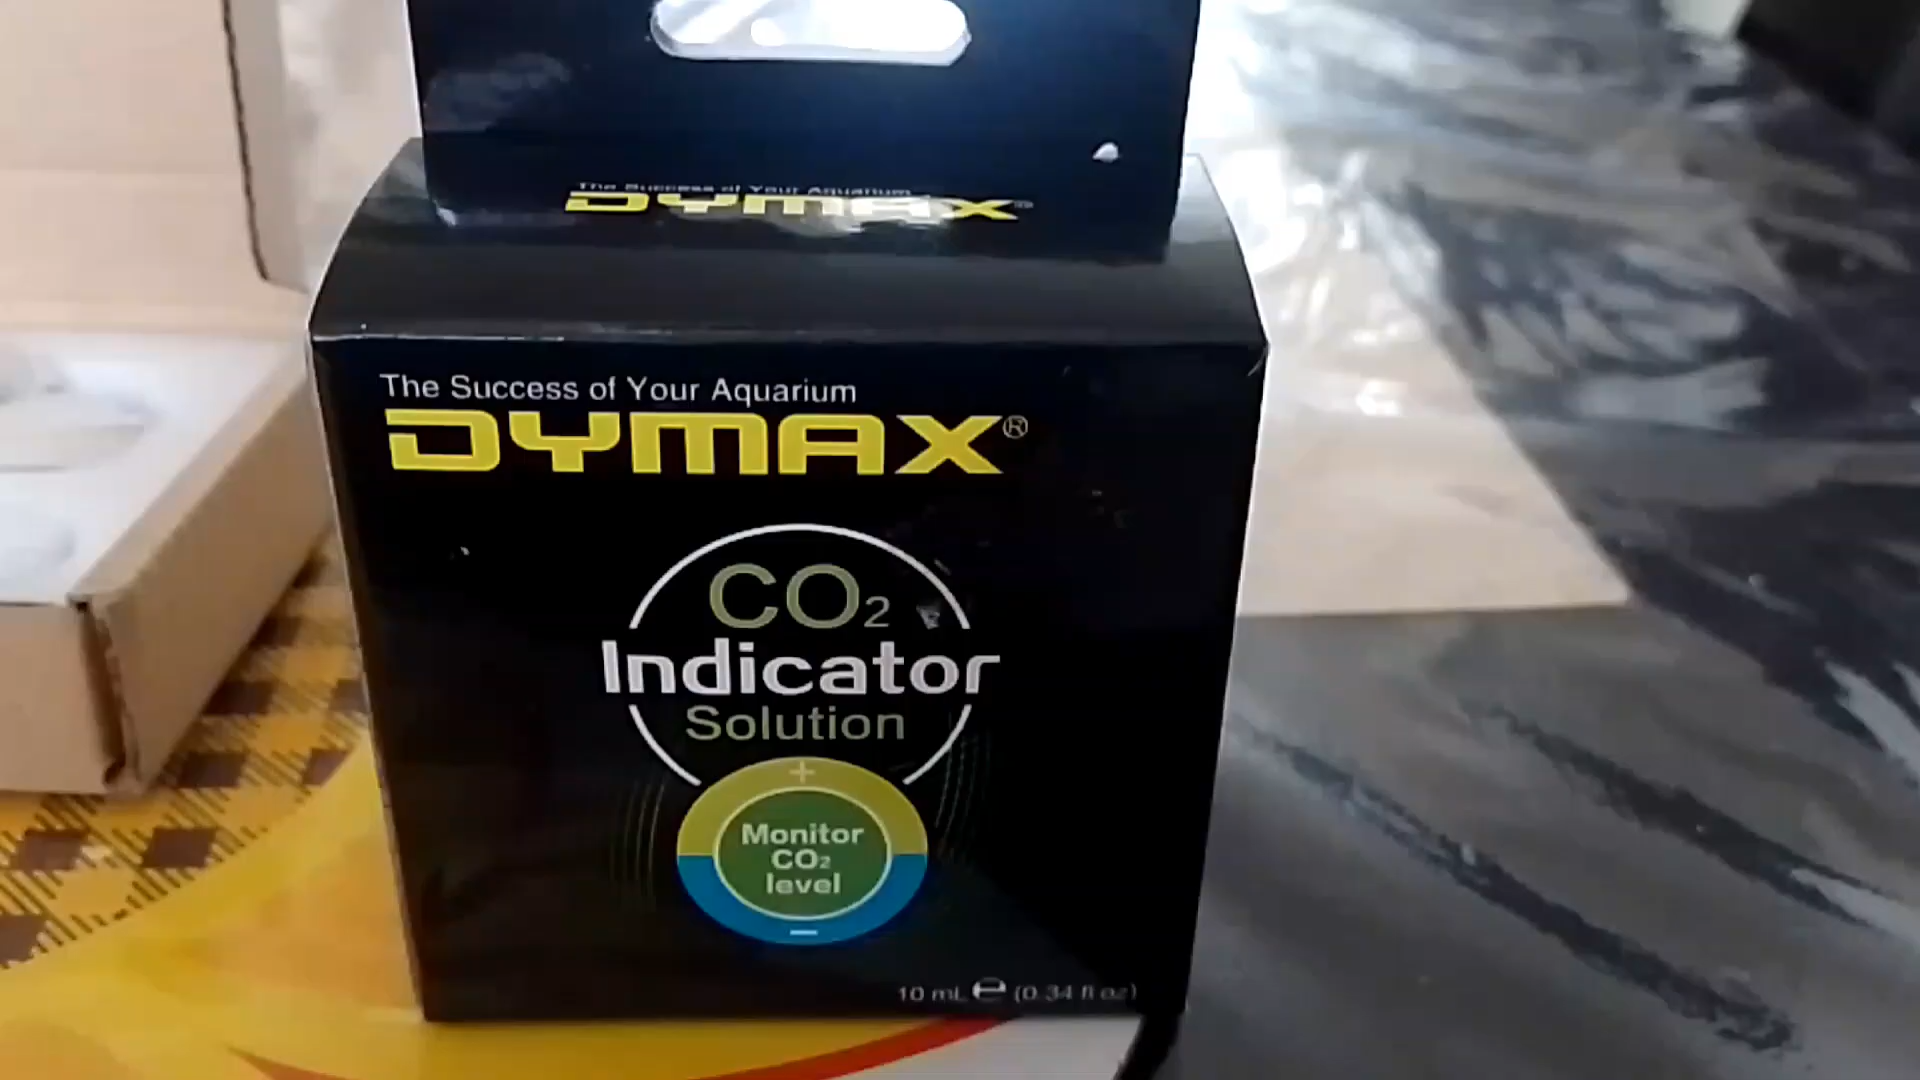 The Success of Your Aquarium
DYMAX®
The Success of Your Aquarium
DYMAX®
CO2
Indicator
Solution
+
Monitor
CO2
level
−
10 mL ℮ (0.34 fl oz)